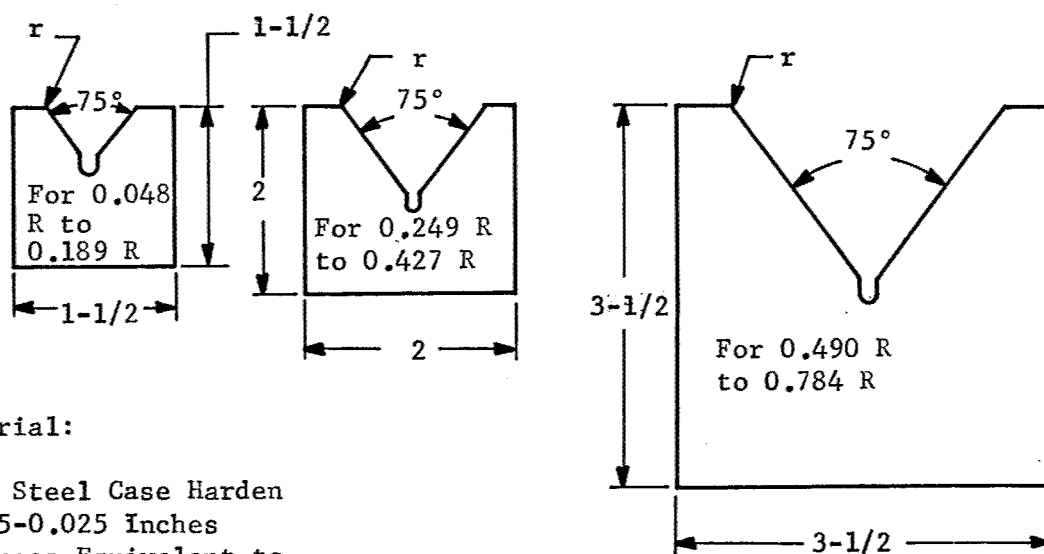 r
1-1/2
75°
For 0.048
R to
0.189 R
1-1/2
r
75°
2
For 0.249 R
to 0.427 R
2
r
75°
3-1/2
For 0.490 R
to 0.784 R
3-1/2
rial:
Steel Case Harden
5-0.025 Inches
Equivalent to